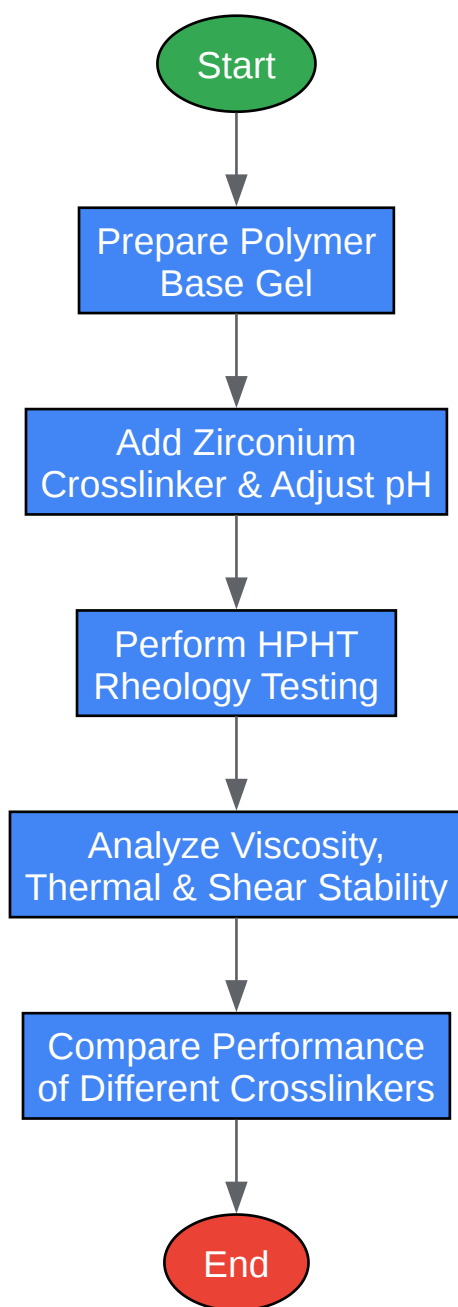 Start
Prepare Polymer
Base Gel
Add Zirconium
Crosslinker & Adjust pH
Perform HPHT
Rheology Testing
Analyze Viscosity,
Thermal & Shear Stability
Compare Performance
of Different Crosslinkers
End